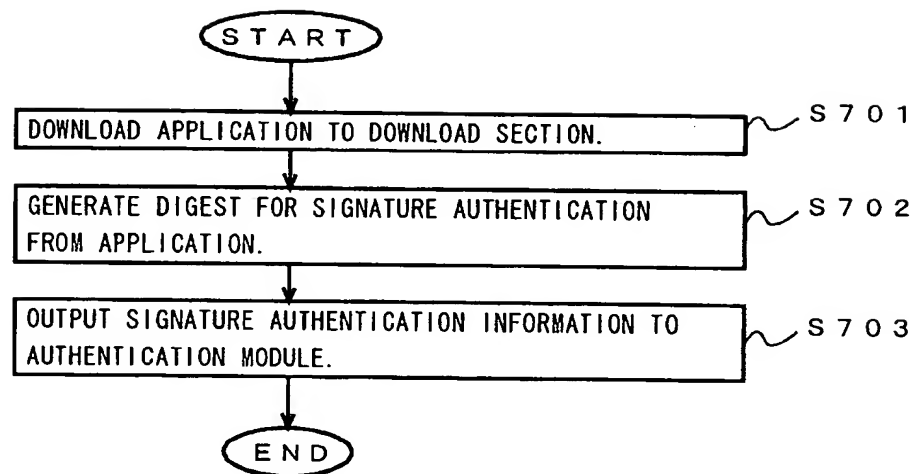 START
DOWNLOAD APPLICATION TO DOWNLOAD SECTION.
S701
GENERATE DIGEST FOR SIGNATURE AUTHENTICATION
FROM APPLICATION.
S702
OUTPUT SIGNATURE AUTHENTICATION INFORMATION TO
AUTHENTICATION MODULE.
S703
END